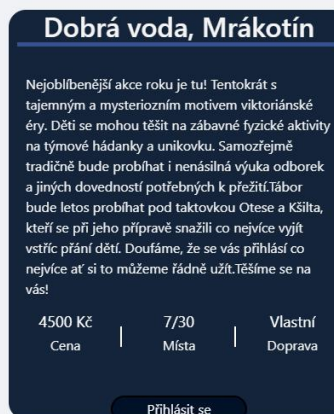 Dobrá voda, Mrákotín
Nejoblíbenější akce roku je tu! Tentokrát s
tajemným a mysteriozním motivem viktoriánské
éry. Děti se mohou těšit na zábavné fyzické aktivity
na týmové hádanky a unikovku. Samozřejmě
tradičně bude probíhat i nenásilná výuka odborek
a jiných dovedností potřebných k přežití.Tábor
bude letos probíhat pod taktovkou Otese a Kšilta,
kteří se při jeho přípravě snažili co nejvíce vyjít
vstříc přání dětí. Doufáme, že se vás přihlásí co
nejvíce ať si to můžeme řádně užít.Těšíme se na
vás!
4500 Kč 7/30 Vlastní
Cena Místa Doprava
Přihlásit se